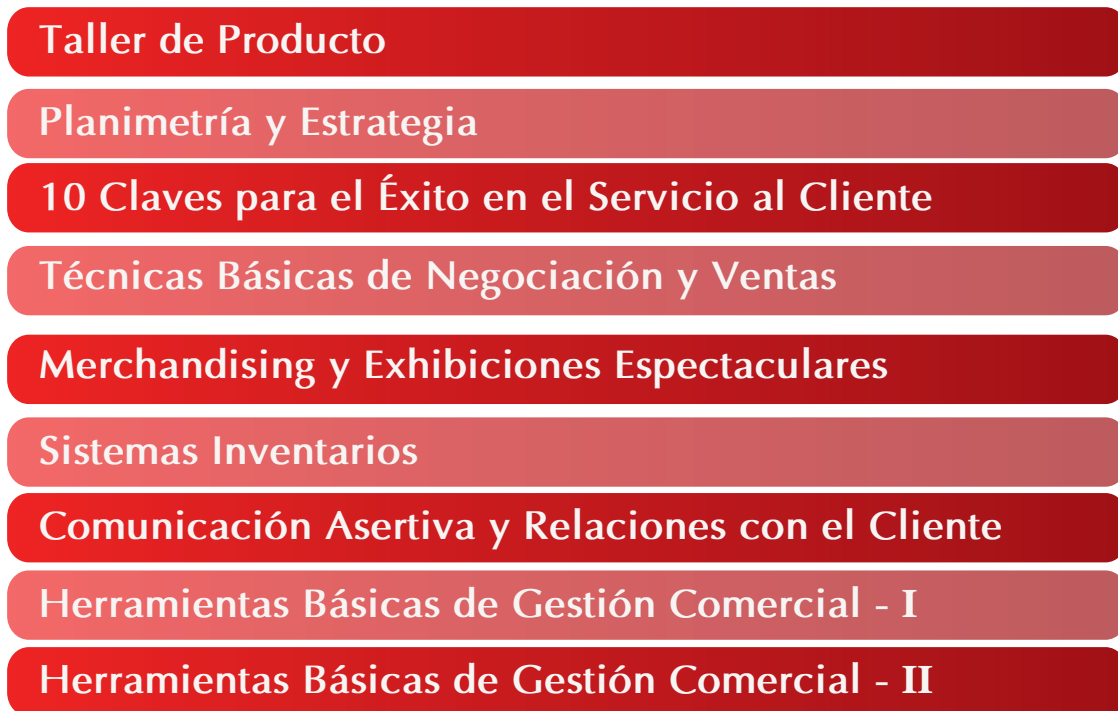 Taller de Producto
Planimetría y Estrategia
10 Claves para el Éxito en el Servicio al Cliente
Técnicas Básicas de Negociación y Ventas
Merchandising y Exhibiciones Espectaculares
Sistemas Inventarios
Comunicación Asertiva y Relaciones con el Cliente
Herramientas Básicas de Gestión Comercial - I
Herramientas Básicas de Gestión Comercial - II